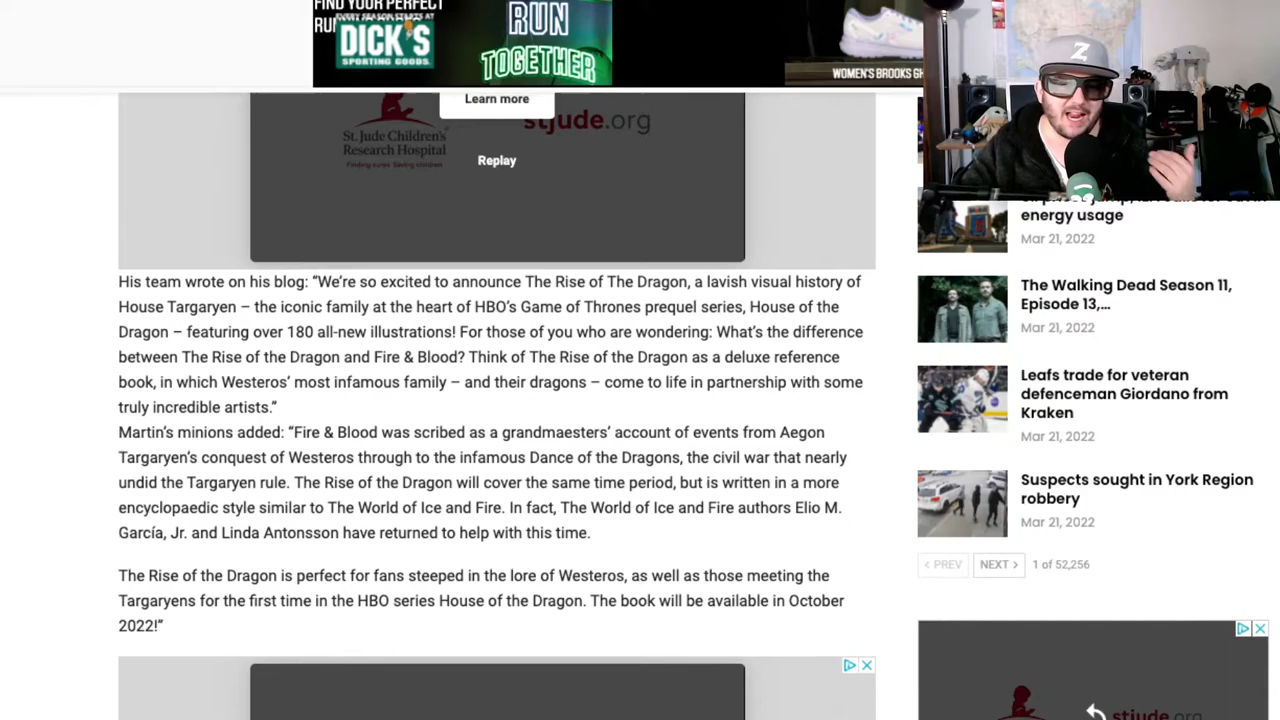 FIND YOUR PERFECT
RUN
EVERY SEASON STARTS AT
DICK'S
SPORTING GOODS.
RUN
TOGETHER
WOMEN'S BROOKS
Z
Learn more
St. Jude Children's
Research Hospital
Finding cures. Saving children.
stjude.org
Replay
His team wrote on his blog: “We’re so excited to announce The Rise of The Dragon, a lavish visual history of
House Targaryen – the iconic family at the heart of HBO’s Game of Thrones prequel series, House of the
Dragon – featuring over 180 all-new illustrations! For those of you who are wondering: What’s the difference
between The Rise of the Dragon and Fire & Blood? Think of The Rise of the Dragon as a deluxe reference
book, in which Westeros’ most infamous family – and their dragons – come to life in partnership with some
truly incredible artists.”
Martin’s minions added: “Fire & Blood was scribed as a grandmaesters’ account of events from Aegon
Targaryen’s conquest of Westeros through to the infamous Dance of the Dragons, the civil war that nearly
undid the Targaryen rule. The Rise of the Dragon will cover the same time period, but is written in a more
encyclopaedic style similar to The World of Ice and Fire. In fact, The World of Ice and Fire authors Elio M.
García, Jr. and Linda Antonsson have returned to help with this time.
The Rise of the Dragon is perfect for fans steeped in the lore of Westeros, as well as those meeting the
Targaryens for the first time in the HBO series House of the Dragon. The book will be available in October
2022!”
energy usage
Mar 21, 2022
The Walking Dead Season 11,
Episode 13,...
Mar 21, 2022
Leafs trade for veteran
defenceman Giordano from
Kraken
Mar 21, 2022
Suspects sought in York Region
robbery
Mar 21, 2022
< PREV
NEXT >
1 of 52,256
stjude.org